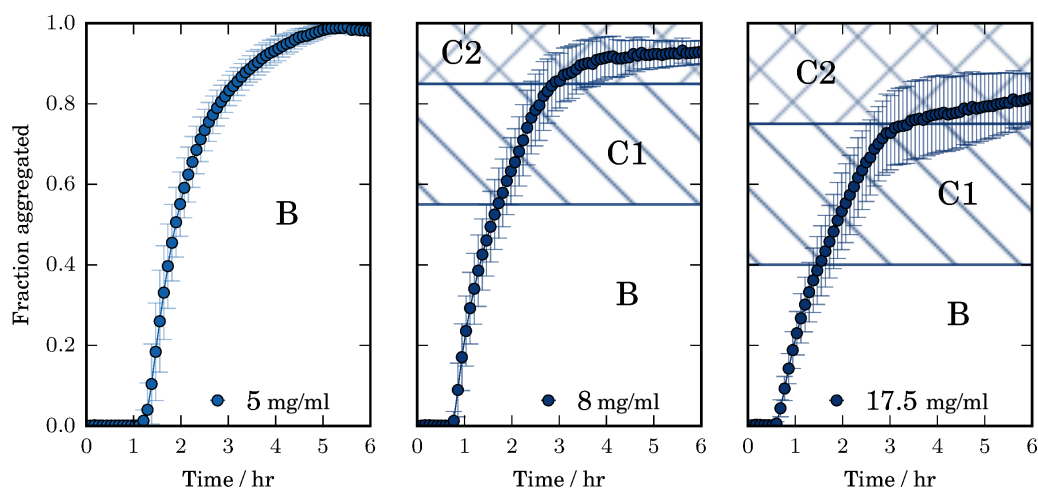 Fraction aggregated
1.0
0.8
0.6
0.4
0.2
0.0
B
5 mg/ml
0 1 2 3 4 5 6
Time / hr
C2
C1
B
8 mg/ml
0 1 2 3 4 5 6
Time / hr
C2
C1
B
17.5 mg/ml
0 1 2 3 4 5 6
Time / hr